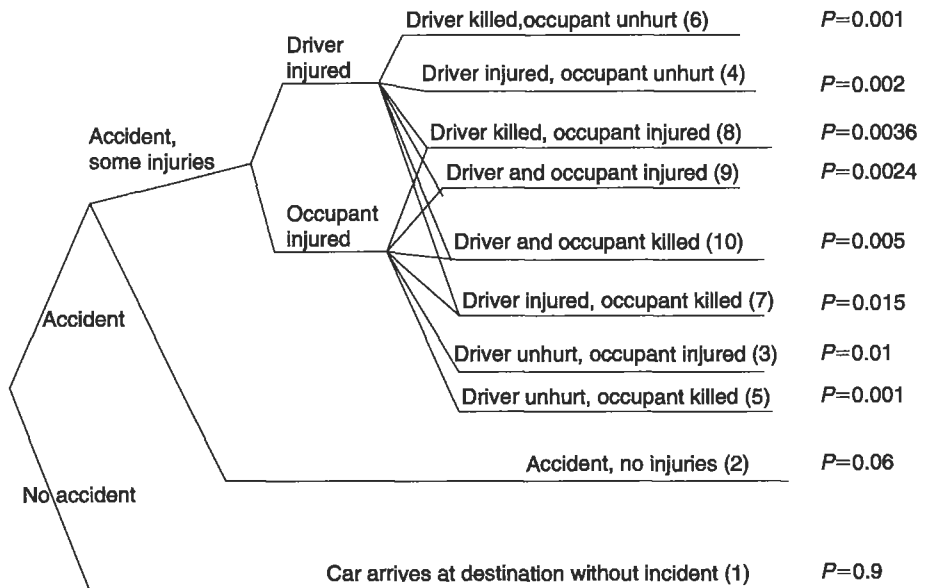 Driver killed,occupant unhurt (6) P=0.001
Driver
injured
Driver injured, occupant unhurt (4) P=0.002
Accident,
some injuries
Driver killed, occupant injured (8) P=0.0036
Driver and occupant injured (9) P=0.0024
Occupant
injured
Driver and occupant killed (10) P=0.005
Driver injured, occupant killed (7) P=0.015
Accident
Driver unhurt, occupant injured (3) P=0.01
Driver unhurt, occupant killed (5) P=0.001
Accident, no injuries (2) P=0.06
No accident
Car arrives at destination without incident (1) P=0.9